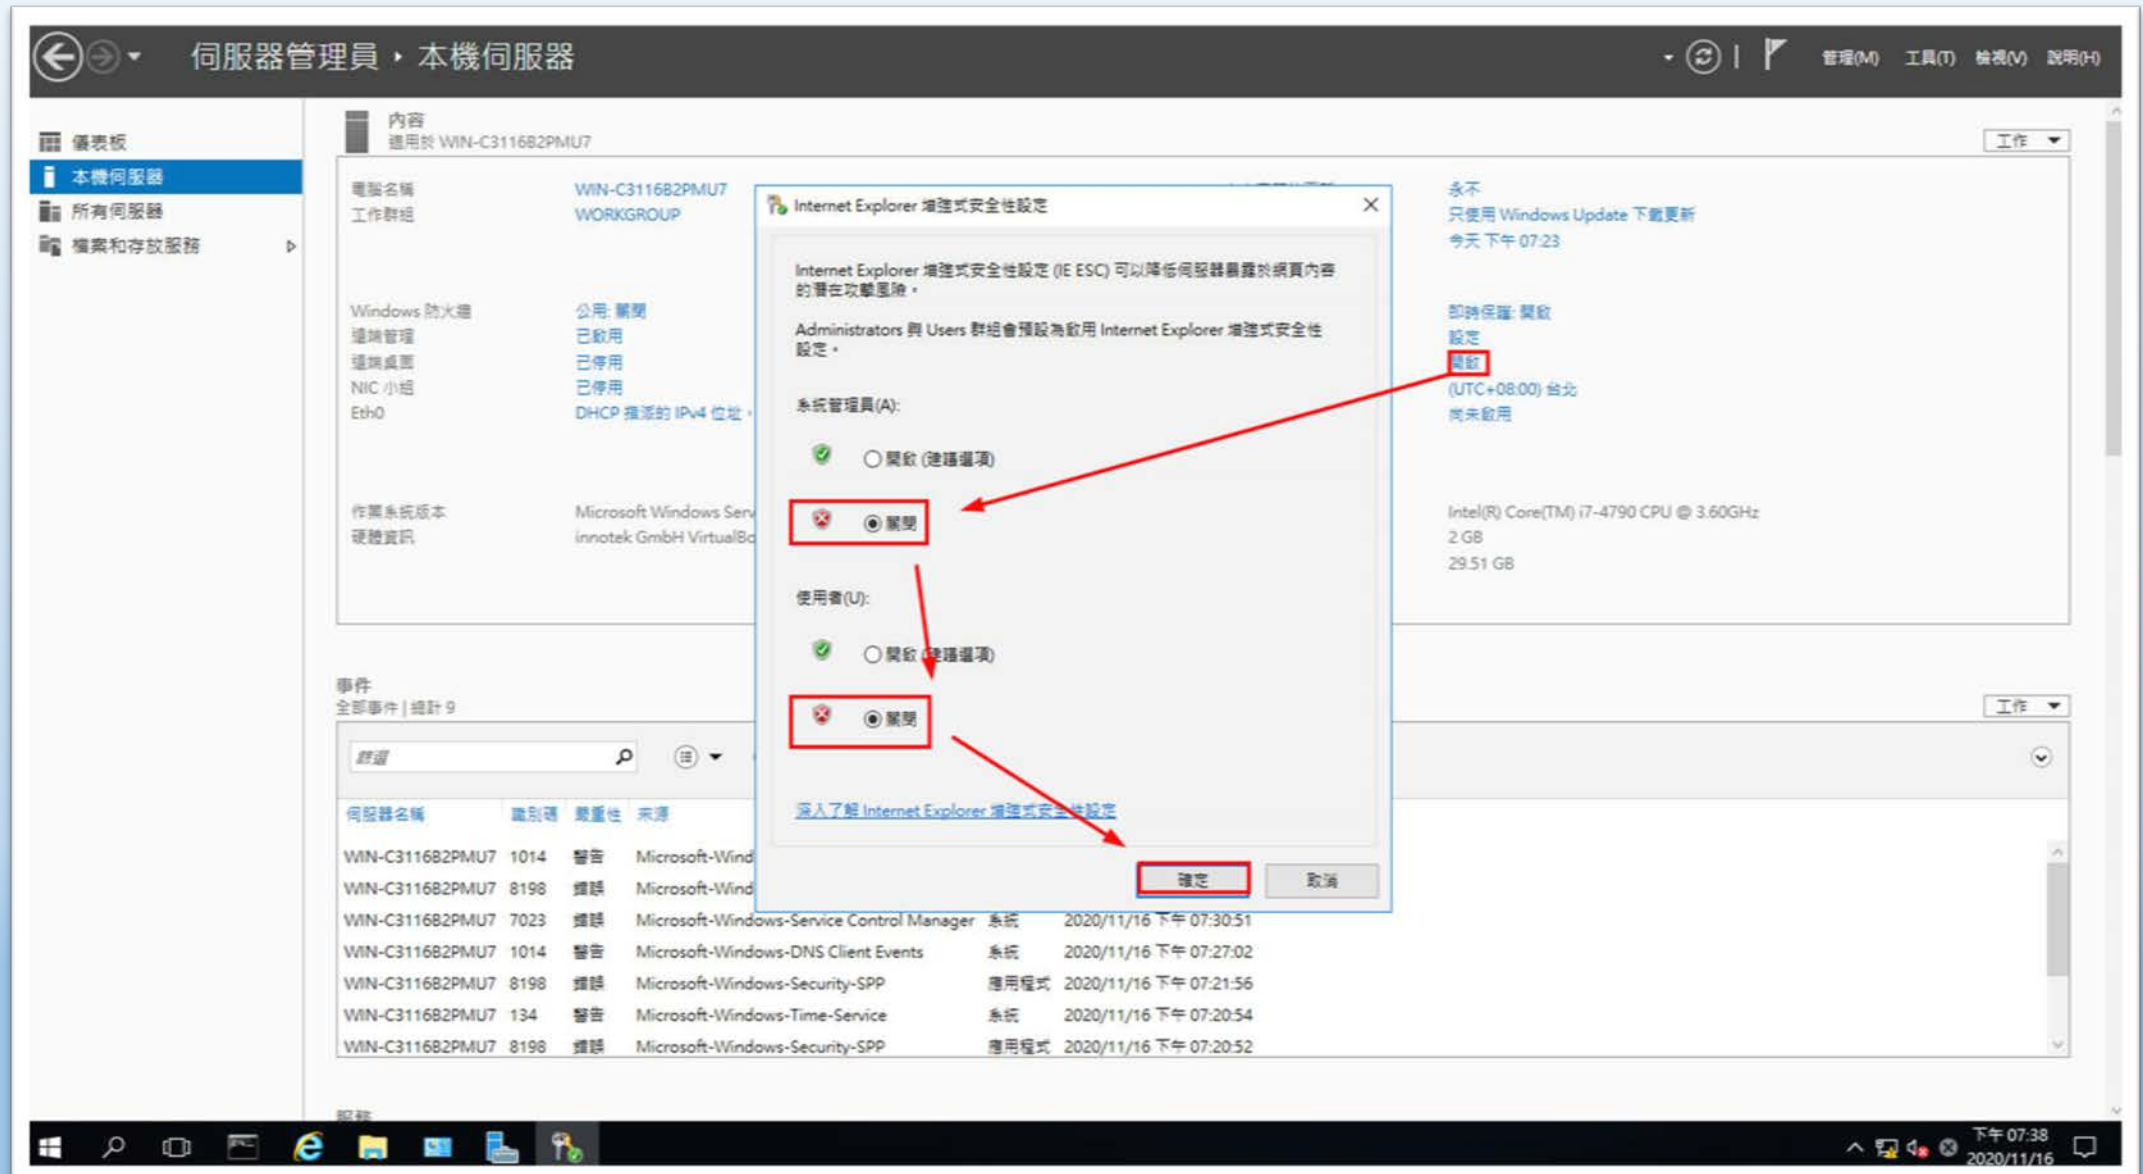 伺服器管理員 ‣ 本機伺服器
管理(M) 工具(T) 檢視(V) 說明(H)
儀表板
本機伺服器
所有伺服器
檔案和存放服務
內容
適用於 WIN-C3116B2PMU7
工作
電腦名稱 WIN-C3116B2PMU7
工作群組 WORKGROUP
永不
只使用 Windows Update 下載更新
今天 下午 07:23
Windows 防火牆 公用: 關閉
遠端管理 已啟用
遠端桌面 已停用
NIC 小組 已停用
Eth0 DHCP 指派的 IPv4 位址，
即時保護: 開啟
設定
開啟
(UTC+08:00) 台北
尚未啟用
作業系統版本 Microsoft Windows Serv
硬體資訊 innotek GmbH VirtualBo
Intel(R) Core(TM) i7-4790 CPU @ 3.60GHz
2 GB
29.51 GB
Internet Explorer 增強式安全性設定
Internet Explorer 增強式安全性設定 (IE ESC) 可以降低伺服器暴露於網頁內容
的潛在攻擊風險。
Administrators 與 Users 群組會預設為啟用 Internet Explorer 增強式安全性
設定。
系統管理員(A):
開啟 (建議選項)
關閉
使用者(U):
開啟 (建議選項)
關閉
深入了解 Internet Explorer 增強式安全性設定
確定 取消
事件
全部事件 | 總計 9
工作
篩選
伺服器名稱 識別碼 嚴重性 來源
WIN-C3116B2PMU7 1014 警告 Microsoft-Wind
WIN-C3116B2PMU7 8198 錯誤 Microsoft-Wind
WIN-C3116B2PMU7 7023 錯誤 Microsoft-Windows-Service Control Manager 系統 2020/11/16 下午 07:30:51
WIN-C3116B2PMU7 1014 警告 Microsoft-Windows-DNS Client Events 系統 2020/11/16 下午 07:27:02
WIN-C3116B2PMU7 8198 錯誤 Microsoft-Windows-Security-SPP 應用程式 2020/11/16 下午 07:21:56
WIN-C3116B2PMU7 134 警告 Microsoft-Windows-Time-Service 系統 2020/11/16 下午 07:20:54
WIN-C3116B2PMU7 8198 錯誤 Microsoft-Windows-Security-SPP 應用程式 2020/11/16 下午 07:20:52
服務
下午 07:38
2020/11/16